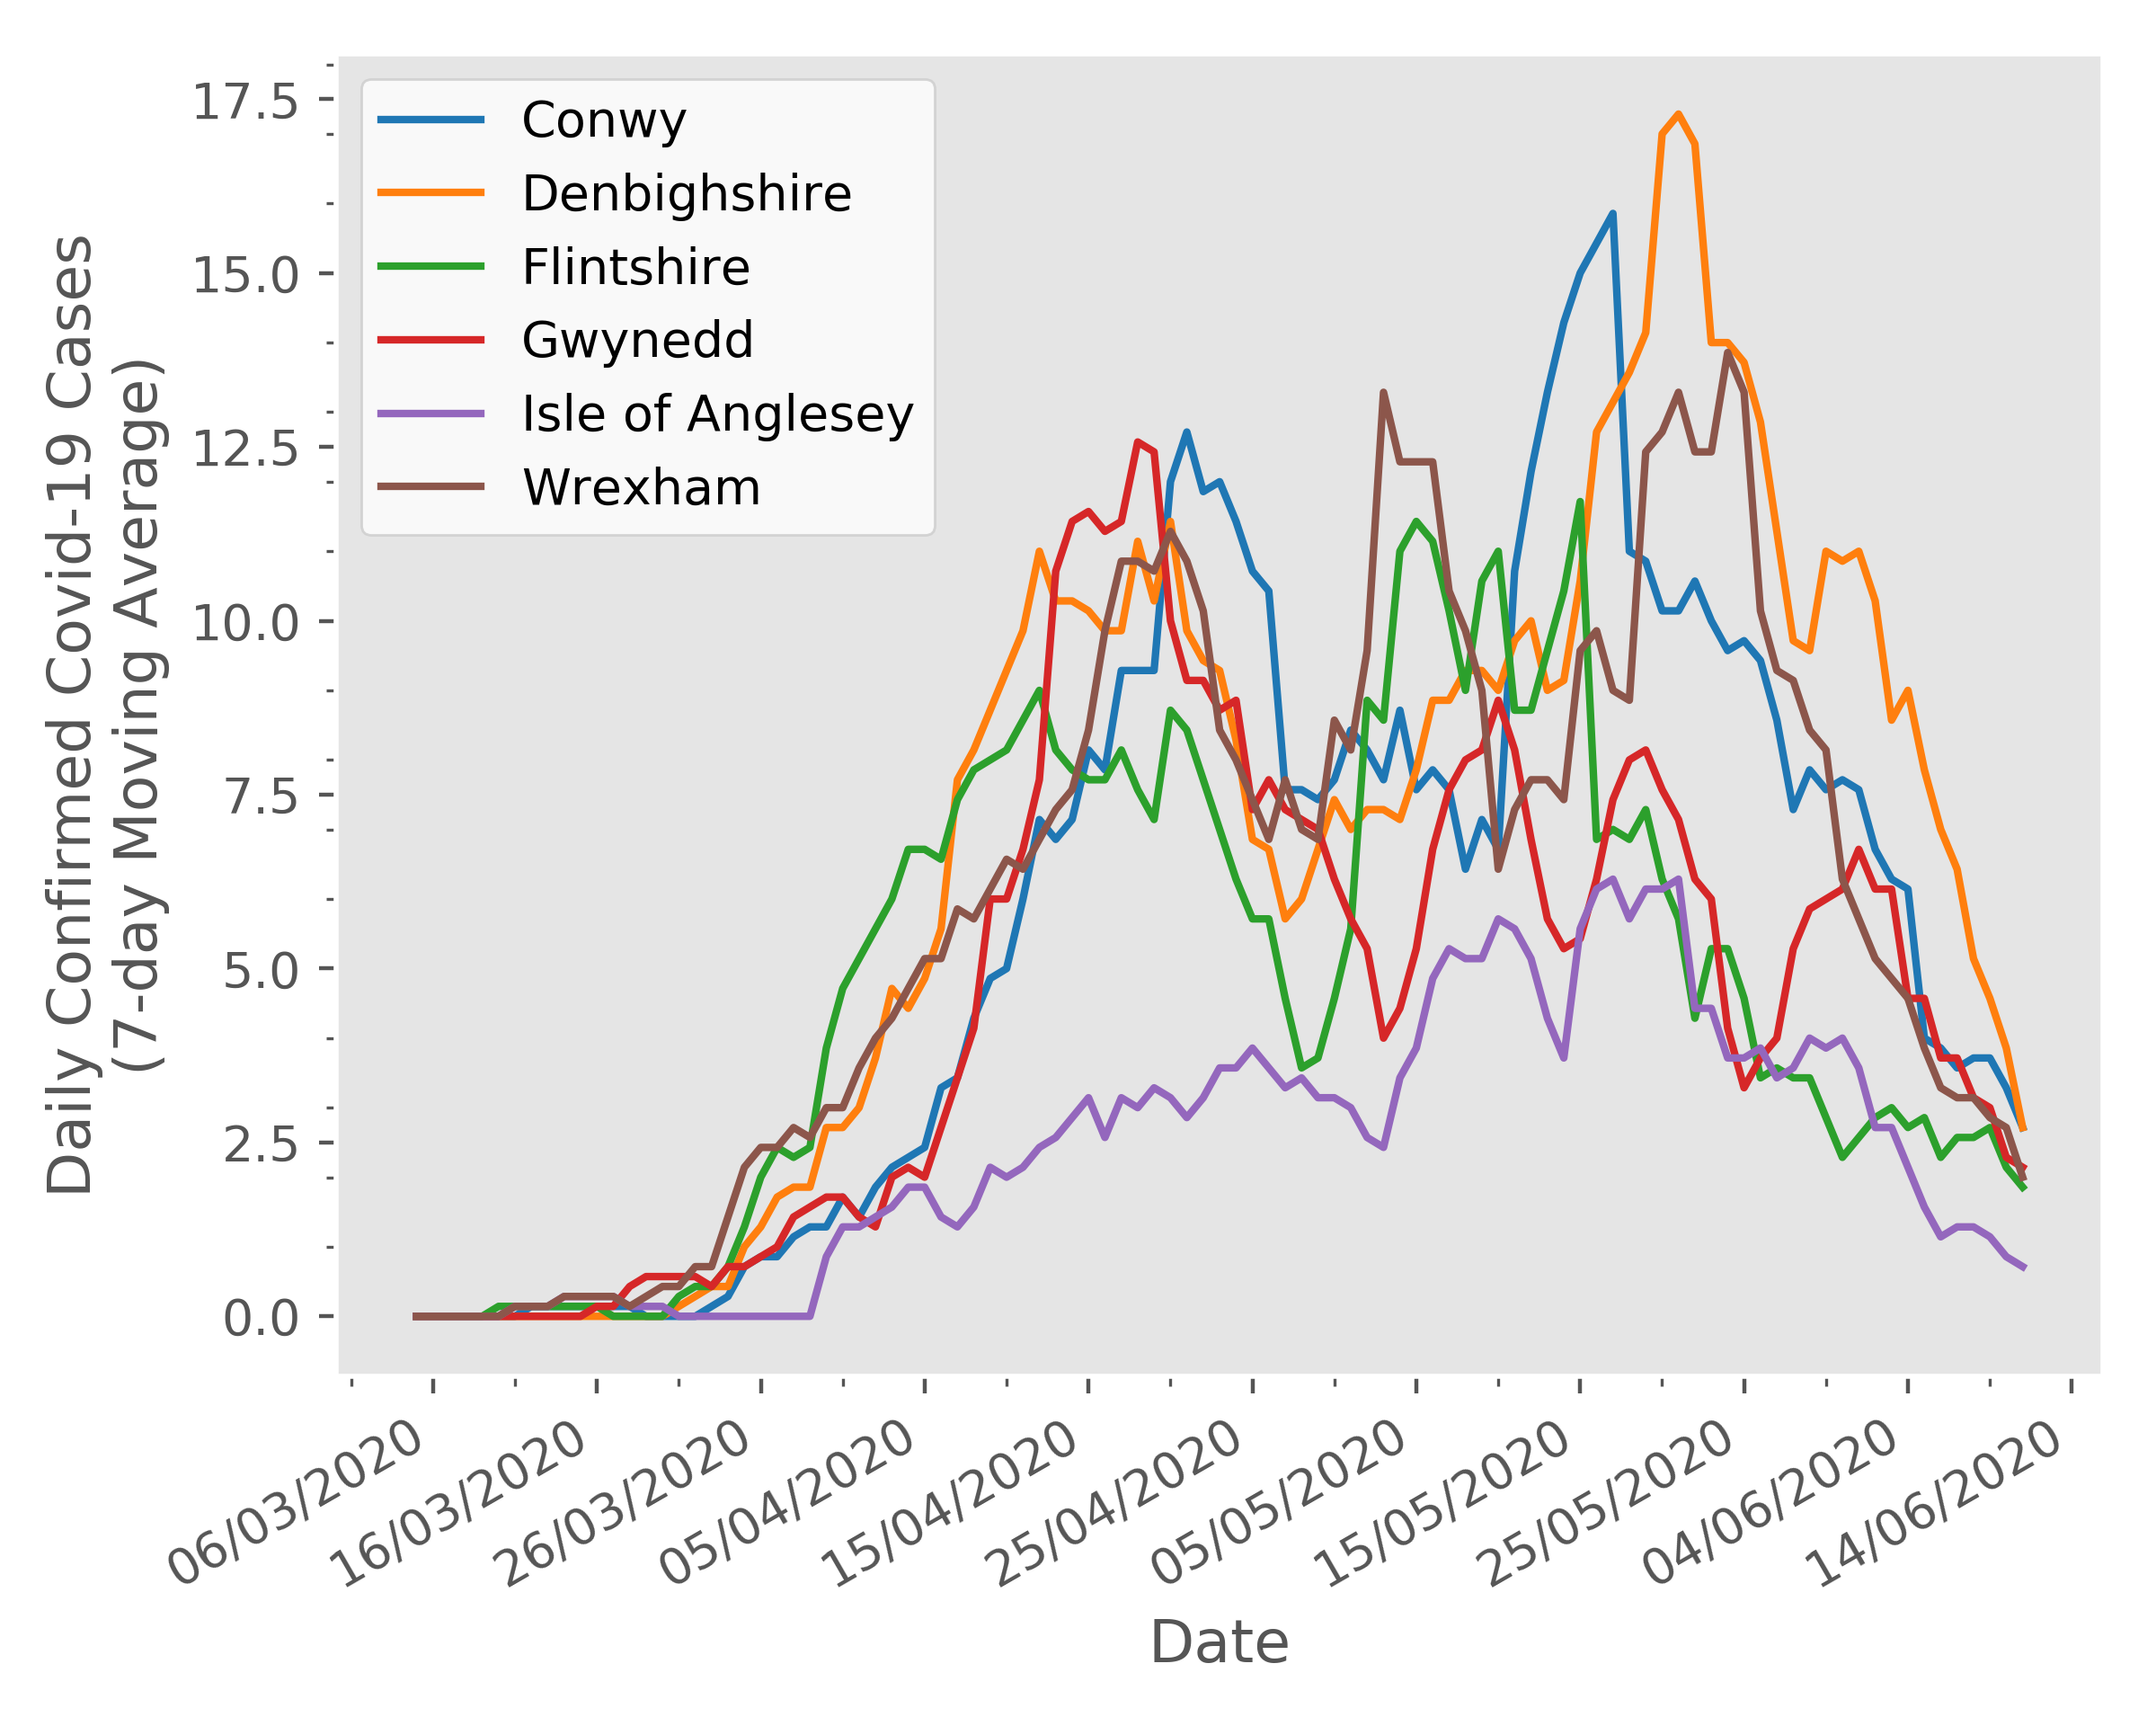 Daily Confirmed Covid-19 Cases
(7-day Moving Average)
17.5
15.0
12.5
10.0
7.5
5.0
2.5
0.0
Conwy
Denbighshire
Flintshire
Gwynedd
Isle of Anglesey
Wrexham
06/03/2020
16/03/2020
26/03/2020
05/04/2020
15/04/2020
25/04/2020
05/05/2020
15/05/2020
25/05/2020
04/06/2020
14/06/2020
Date